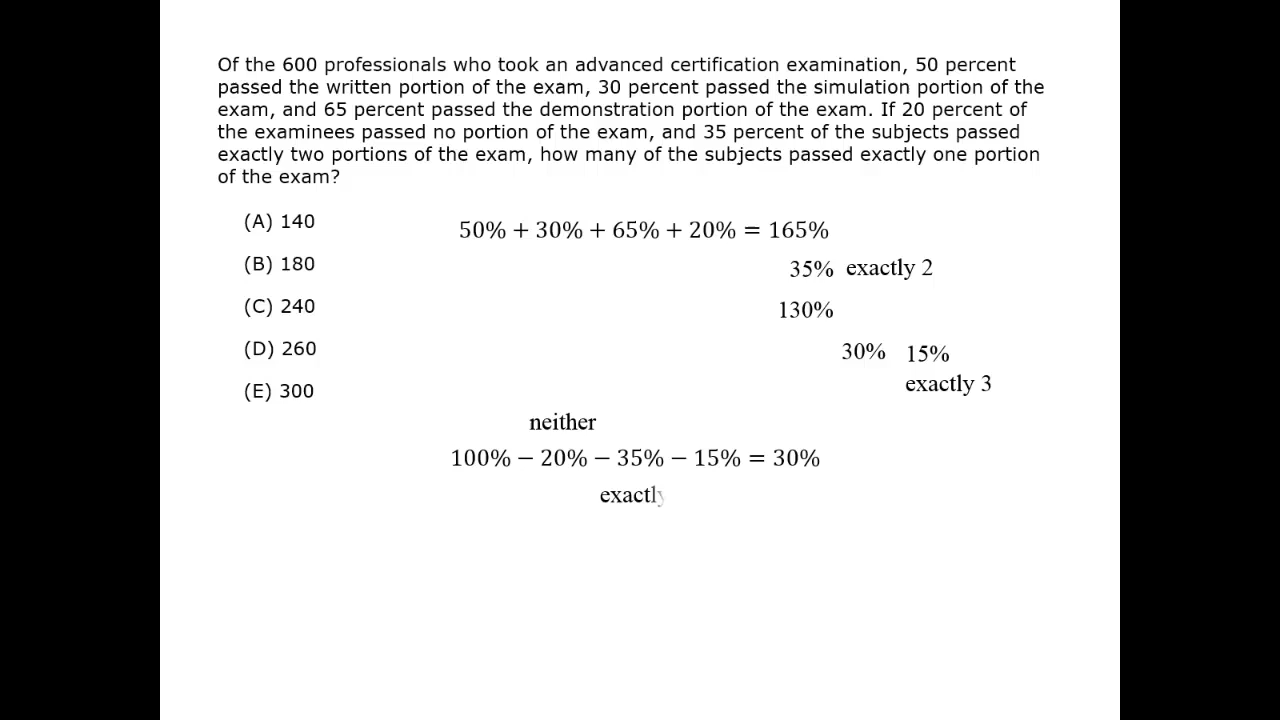 Of the 600 professionals who took an advanced certification examination, 50 percent
passed the written portion of the exam, 30 percent passed the simulation portion of the
exam, and 65 percent passed the demonstration portion of the exam. If 20 percent of
the examinees passed no portion of the exam, and 35 percent of the subjects passed
exactly two portions of the exam, how many of the subjects passed exactly one portion
of the exam?
(A) 140
50% + 30% + 65% + 20% = 165%
(B) 180
35% exactly 2
(C) 240
130%
(D) 260
30% 15%
exactly 3
(E) 300
neither
100% − 20% − 35% − 15% = 30%
exactly